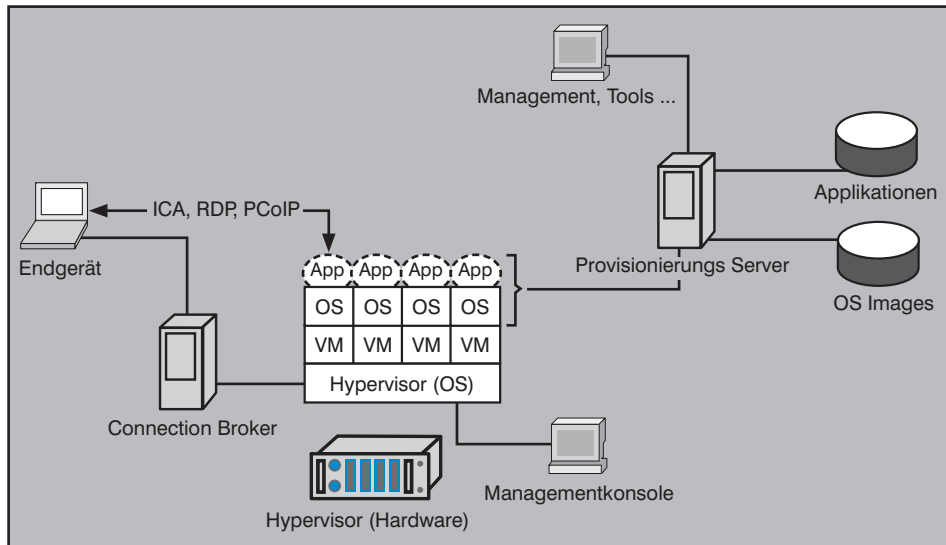 Management, Tools ...
Applikationen
ICA, RDP, PCoIP
Endgerät
Provisionierungs Server
OS Images
App App App App
OS OS OS OS
VM VM VM VM
Hypervisor (OS)
Connection Broker
Managementkonsole
Hypervisor (Hardware)